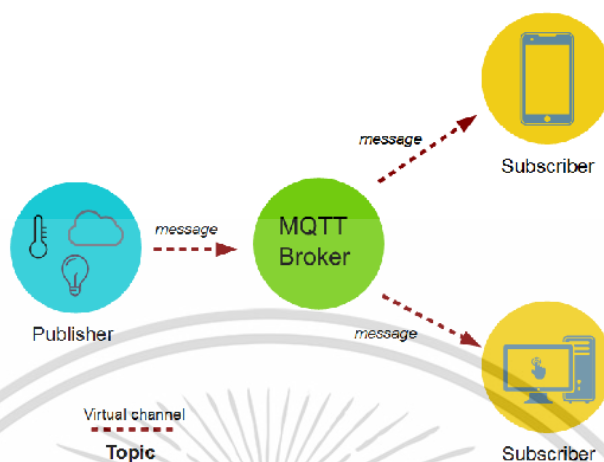 message
Subscriber
message
MQTT
Broker
Publisher
message
Virtual channel
Topic
Subscriber